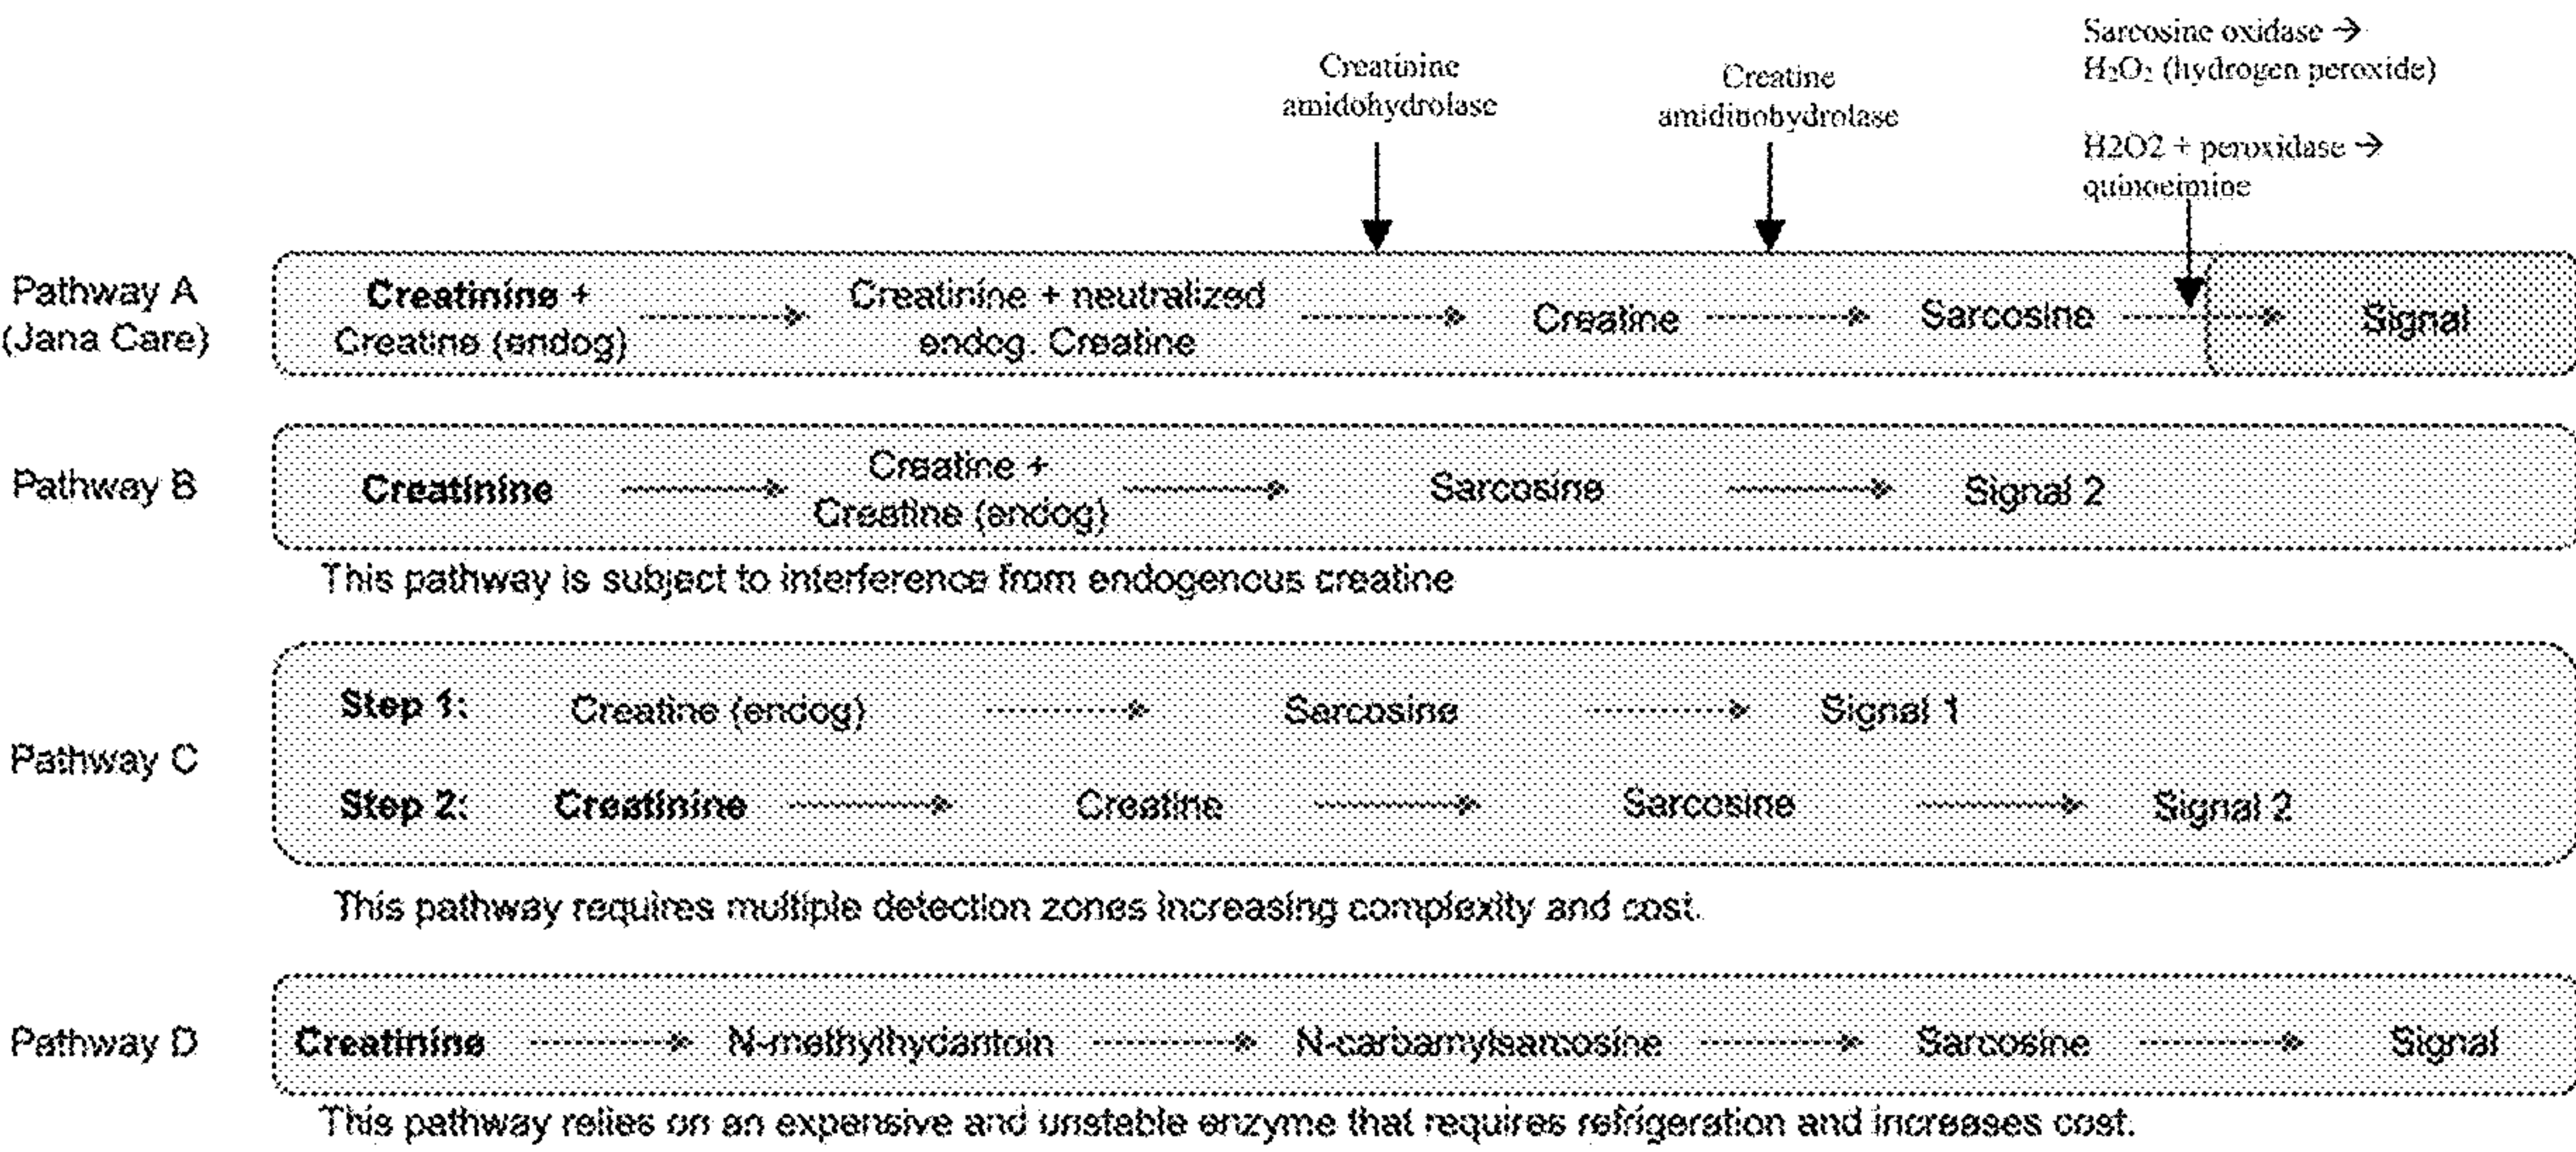 Creatinine
amidohydrolase
Creatine
amidinohydrolase
Sarcosine oxidase →
H₂O₂ (hydrogen peroxide)
H2O2 + peroxidase →
quinoeimine
Pathway A
(Jana Care)
Creatinine +
Creatine (endog)
Creatinine + neutralized
endog. Creatine
Creatine
Sarcosine
Signal
Pathway B
Creatinine
Creatine +
Creatine (endog)
Sarcosine
Signal 2
This pathway is subject to interference from endogenous creatine
Pathway C
Step 1: Creatine (endog) Sarcosine Signal 1
Step 2: Creatinine Creatine Sarcosine Signal 2
This pathway requires multiple detection zones increasing complexity and cost.
Pathway D
Creatinine N-methylhydantoin N-carbamylsarcosine Sarcosine Signal
This pathway relies on an expensive and unstable enzyme that requires refrigeration and increases cost.